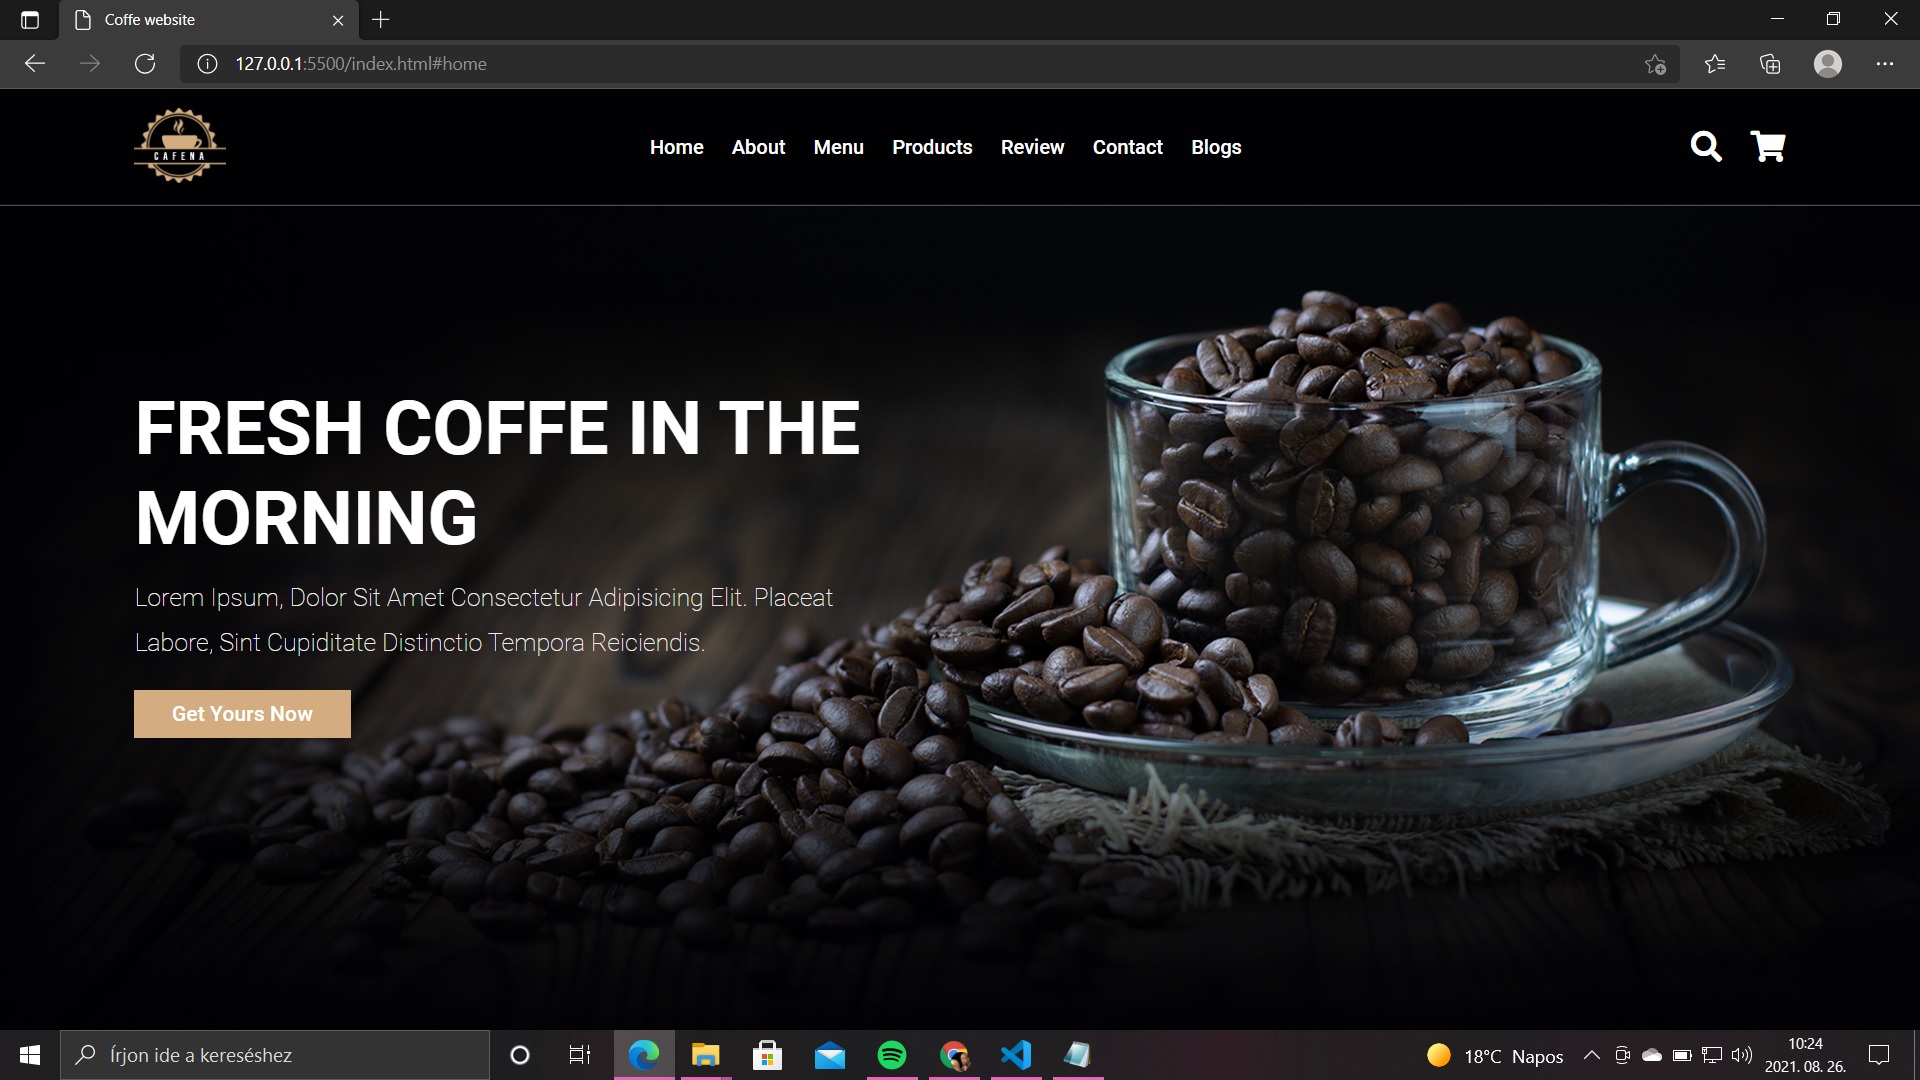 Coffe website
127.0.0.1:5500/index.html#home
CAFENA
Home About Menu Products Review Contact Blogs
FRESH COFFE IN THE
MORNING
Lorem Ipsum, Dolor Sit Amet Consectetur Adipisicing Elit. Placeat
Labore, Sint Cupiditate Distinctio Tempora Reiciendis.
Get Yours Now
Írjon ide a kereséshez
18°C Napos
10:24
2021. 08. 26.